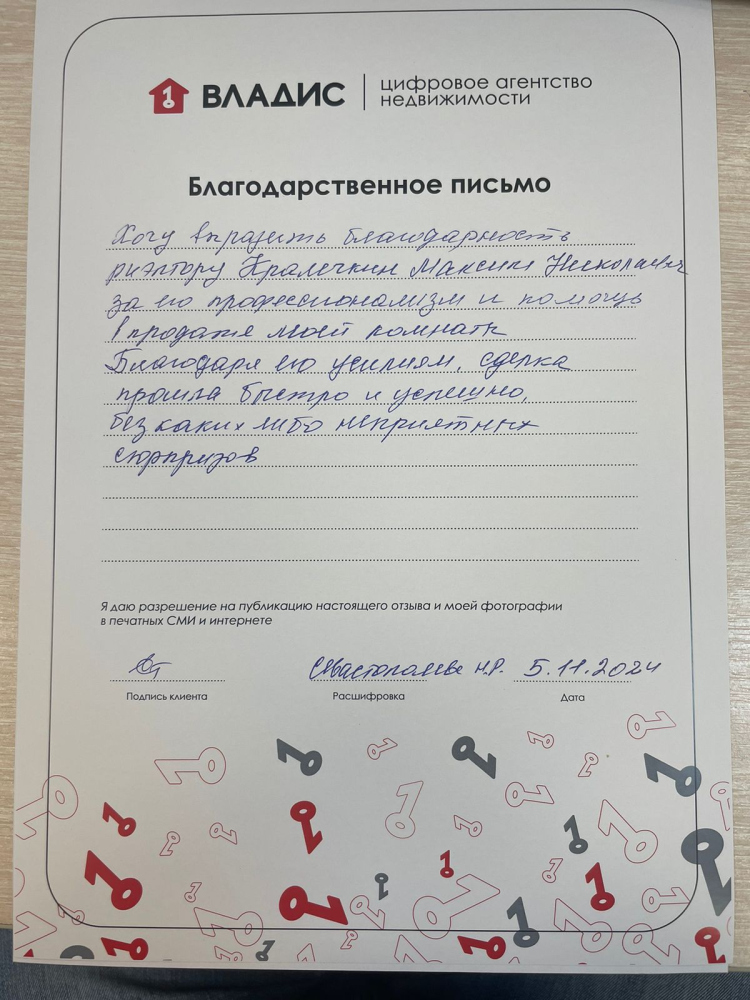 ВЛАДИС
цифровое агентство
недвижимости
Благодарственное письмо
Хочу выразить благодарность
риэлтору Кралечкин Максим Николаевич
за его профессионализм и помощь
в продаже моей комнаты
Благодаря его усилиям, сделка
прошла быстро и успешно,
без каких либо неприятных
сюрпризов
Я даю разрешение на публикацию настоящего отзыва и моей фотографии
в печатных СМИ и интернете
Н.Р. 5.11.2024
Подпись клиента Расшифровка Дата